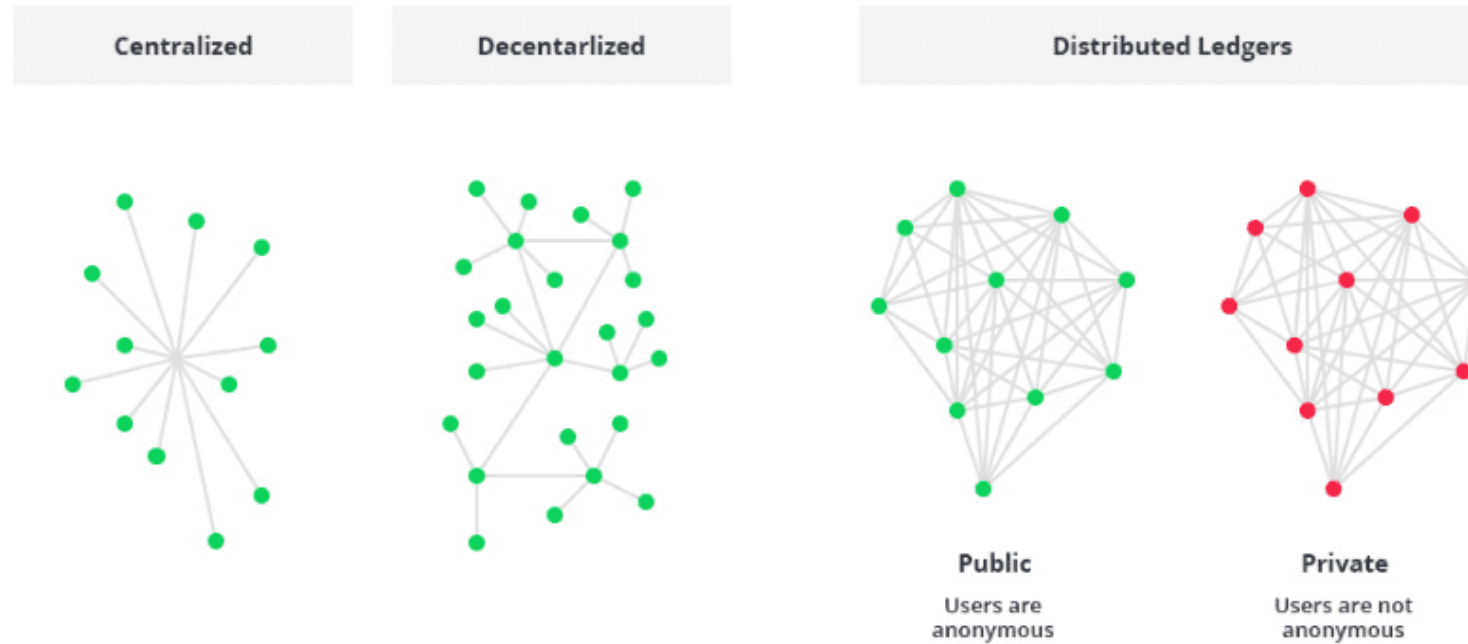 Centralized
Decentarlized
Distributed Ledgers
Public
Users are
anonymous
Private
Users are not
anonymous